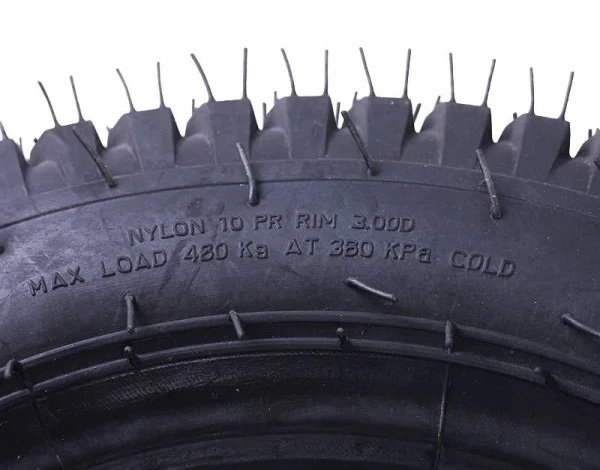 NYLON 10 PR RIM 3.00D
MAX LOAD 480 Kg AT 380 KPa COLD